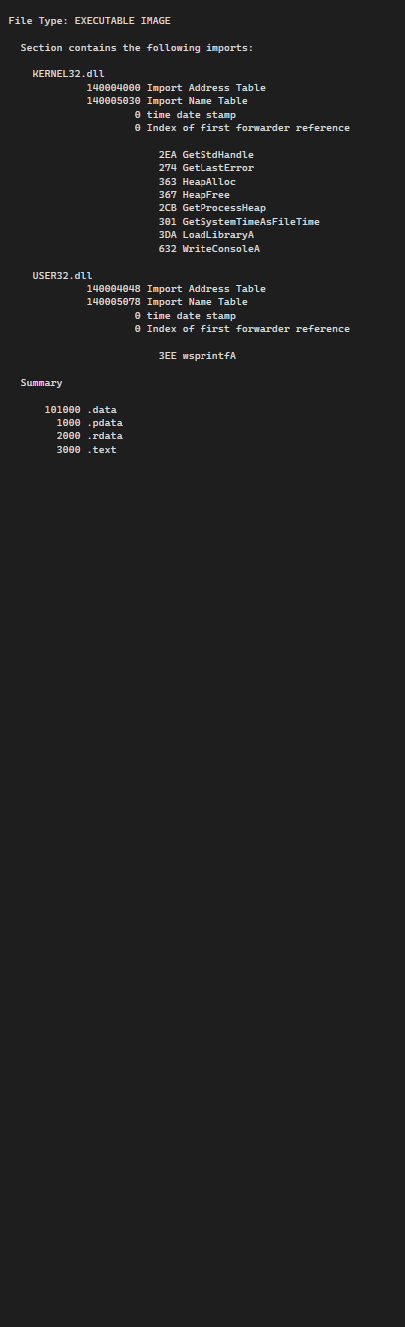 File Type: EXECUTABLE IMAGE
Section contains the following imports:
KERNEL32.dll
140004000 Import Address Table
140005030 Import Name Table
0 time date stamp
0 Index of first forwarder reference
2EA GetStdHandle
274 GetLastError
363 HeapAlloc
367 HeapFree
2CB GetProcessHeap
301 GetSystemTimeAsFileTime
3DA LoadLibraryA
632 WriteConsoleA
USER32.dll
140004048 Import Address Table
140005078 Import Name Table
0 time date stamp
0 Index of first forwarder reference
3EE wsprintfA
Summary
101000 .data
1000 .pdata
2000 .rdata
3000 .text